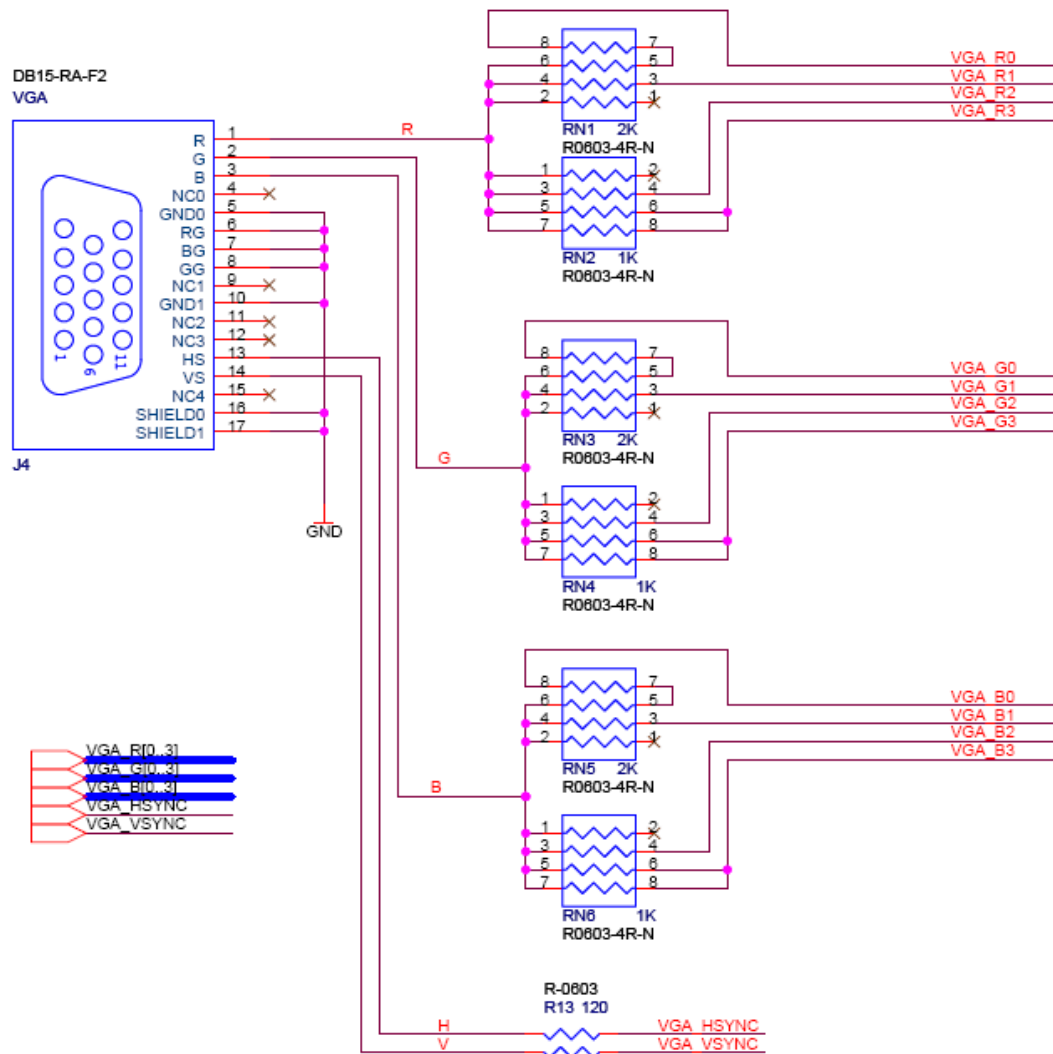 DB15-RA-F2
VGA
R 1
G 2
B 3
NC0 4
GND0 5
RG 6
BG 7
GG 8
NC1 9
GND1 10
NC2 11
NC3 12
HS 13
VS 14
NC4 15
SHIELD0 16
SHIELD1 17
1 6 11
J4
GND
R
8 7
6 5
4 3
2 1
RN1 2K
R0603-4R-N
1 2
3 4
5 6
7 8
RN2 1K
R0603-4R-N
VGA_R0
VGA_R1
VGA_R2
VGA_R3
G
8 7
6 5
4 3
2 1
RN3 2K
R0603-4R-N
1 2
3 4
5 6
7 8
RN4 1K
R0603-4R-N
VGA_G0
VGA_G1
VGA_G2
VGA_G3
B
8 7
6 5
4 3
2 1
RN5 2K
R0603-4R-N
1 2
3 4
5 6
7 8
RN6 1K
R0603-4R-N
VGA_B0
VGA_B1
VGA_B2
VGA_B3
VGA_R[0..3]
VGA_G[0..3]
VGA_B[0..3]
VGA_HSYNC
VGA_VSYNC
R-0603
R13 120
H VGA_HSYNC
V VGA_VSYNC